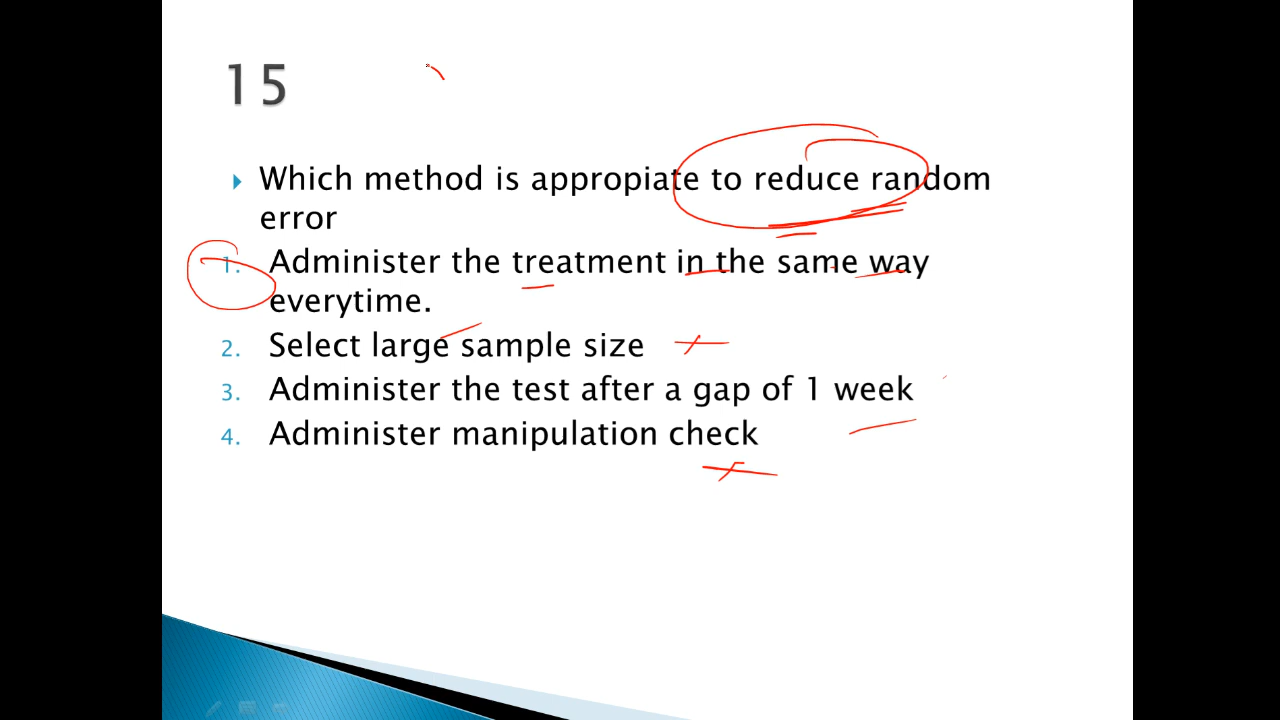 15
Which method is appropiate to reduce random
error
1. Administer the treatment in the same way
everytime.
2. Select large sample size
3. Administer the test after a gap of 1 week
4. Administer manipulation check